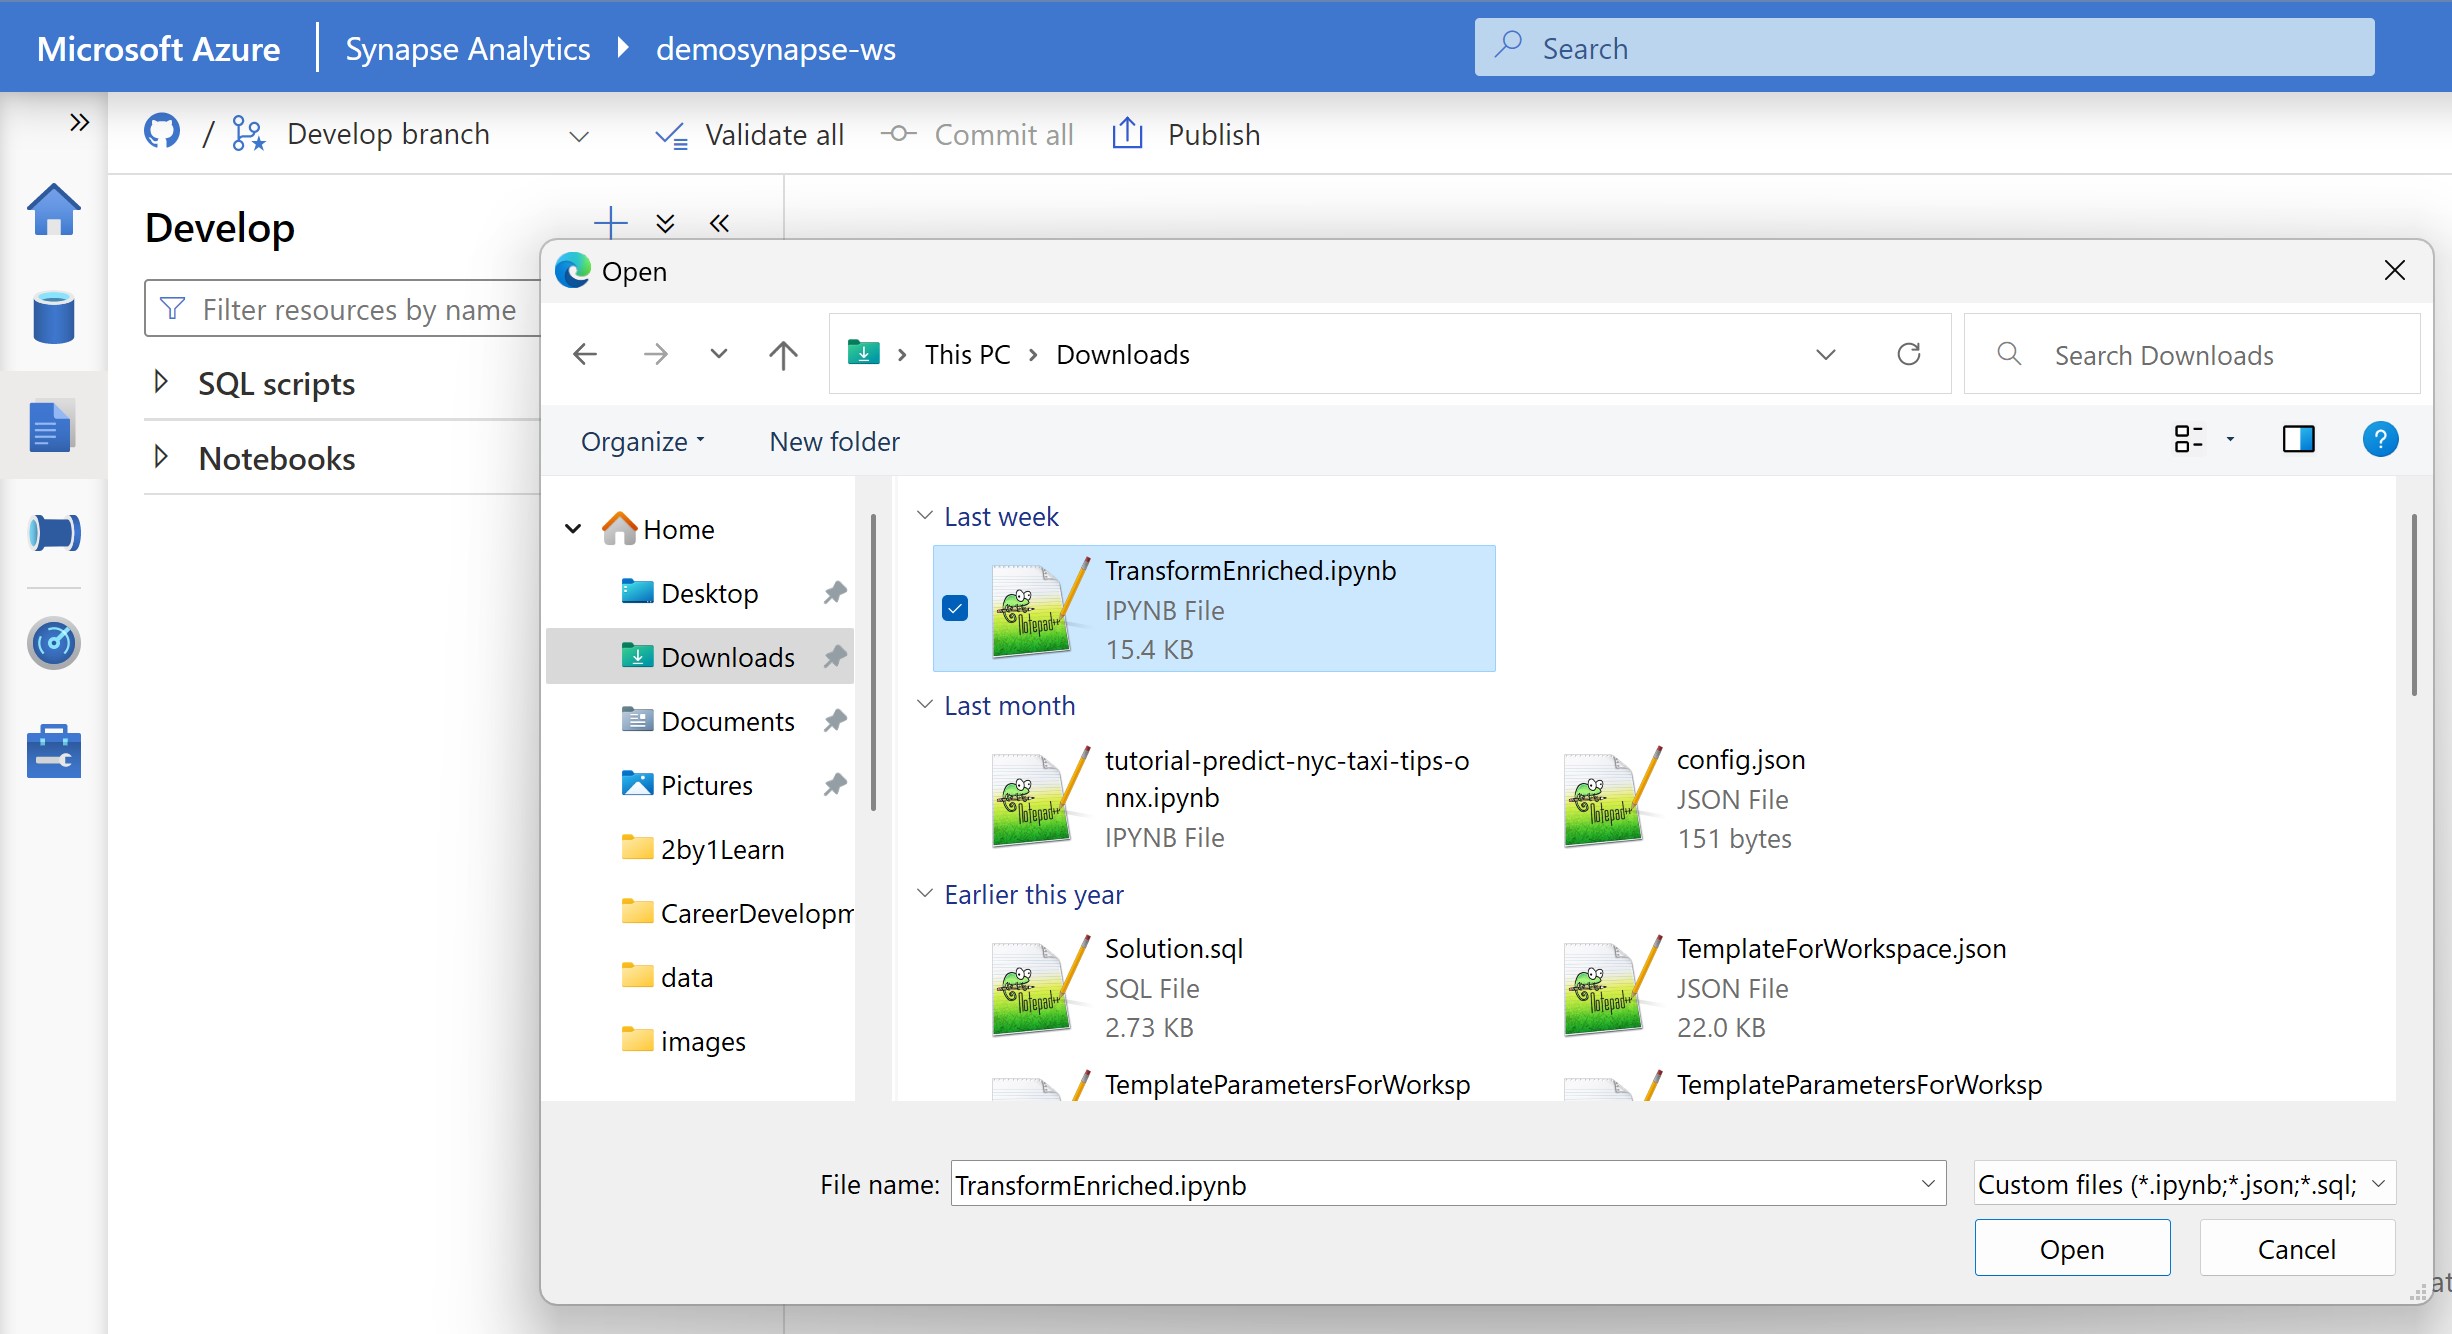 Microsoft Azure
Synapse Analytics
demosynapse-ws
Search
/
Develop branch
Validate all
Commit all
Publish
Develop
Filter resources by name
SQL scripts
Notebooks
Open
This PC
Downloads
Search Downloads
Organize
New folder
?
Home
Desktop
Downloads
Documents
Pictures
2by1Learn
CareerDevelopm
data
images
Last week
TransformEnriched.ipynb
IPYNB File
15.4 KB
Last month
tutorial-predict-nyc-taxi-tips-o
nnx.ipynb
IPYNB File
config.json
JSON File
151 bytes
Earlier this year
Solution.sql
SQL File
2.73 KB
TemplateForWorkspace.json
JSON File
22.0 KB
TemplateParametersForWorksp
TemplateParametersForWorksp
File name:
TransformEnriched.ipynb
Custom files (*.ipynb;*.json;*.sql;
Open
Cancel
at